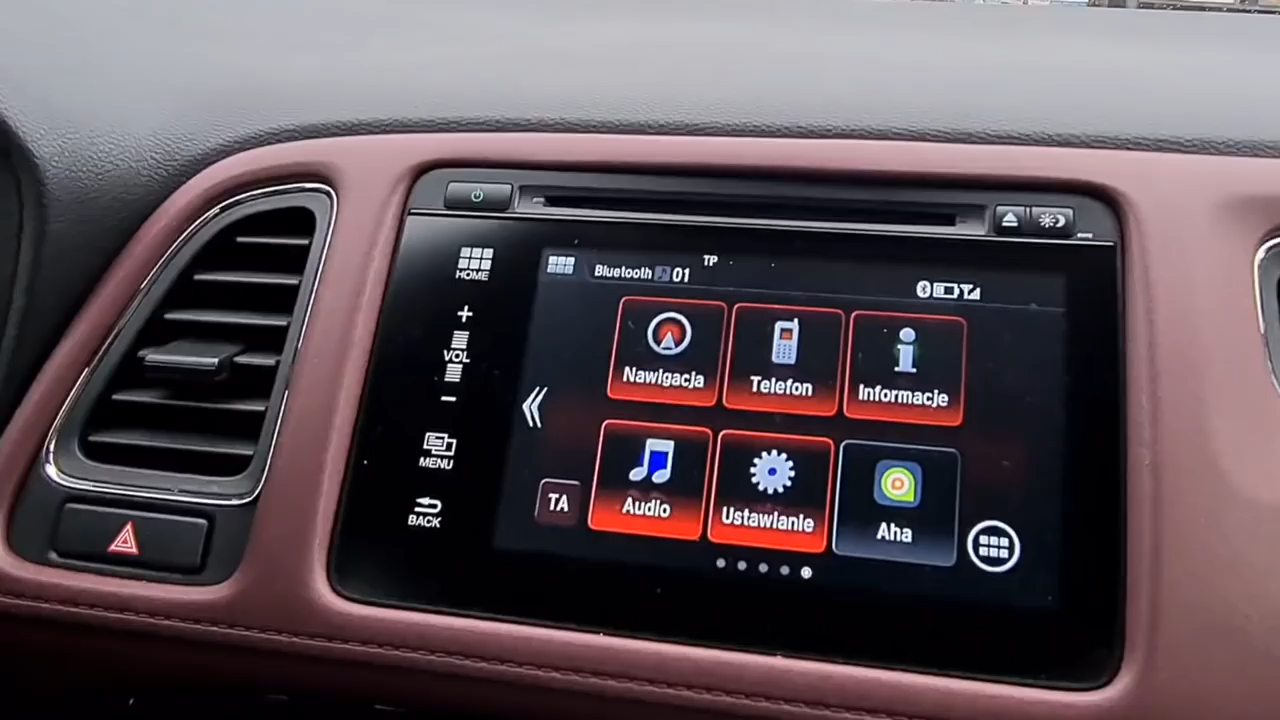 HOME
VOL
MENU
BACK
Bluetooth 01
TP
Nawigacja
Telefon
Informacje
Audio
Ustawianie
Aha
TA